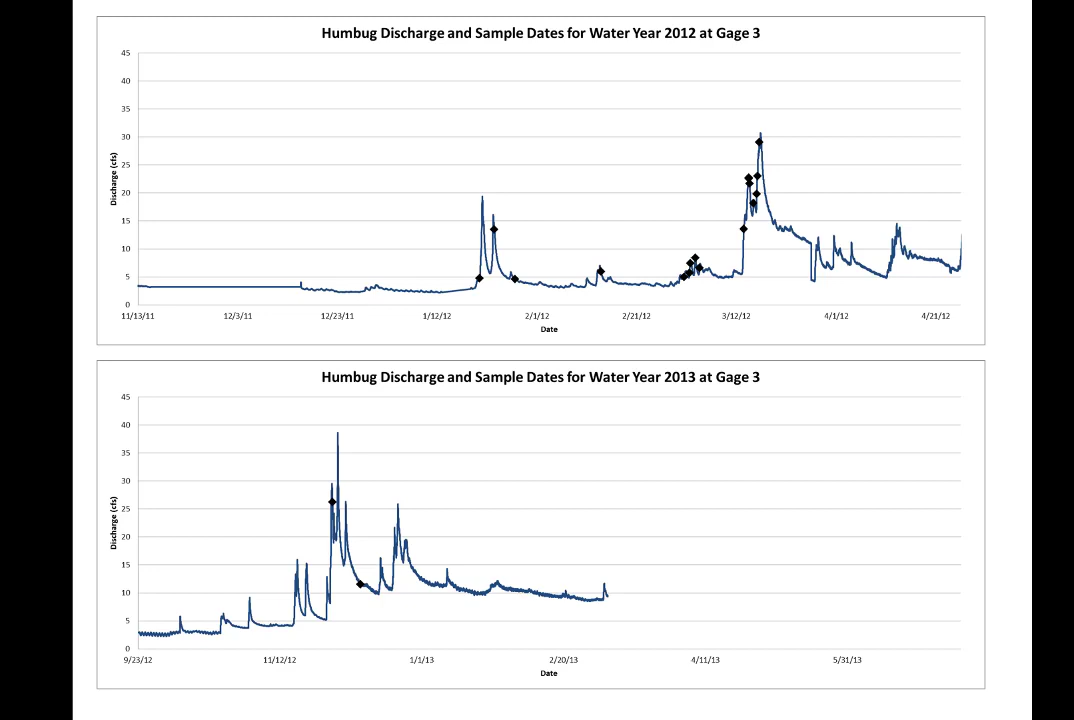 Humbug Discharge and Sample Dates for Water Year 2012 at Gage 3
45
40
35
30
25
20
15
10
5
0
Discharge (cfs)
11/13/11 12/3/11 12/23/11 1/12/12 2/1/12 2/21/12 3/12/12 4/1/12 4/21/12
Date
Humbug Discharge and Sample Dates for Water Year 2013 at Gage 3
45
40
35
30
25
20
15
10
5
0
Discharge (cfs)
9/23/12 11/12/12 1/1/13 2/20/13 4/11/13 5/31/13
Date